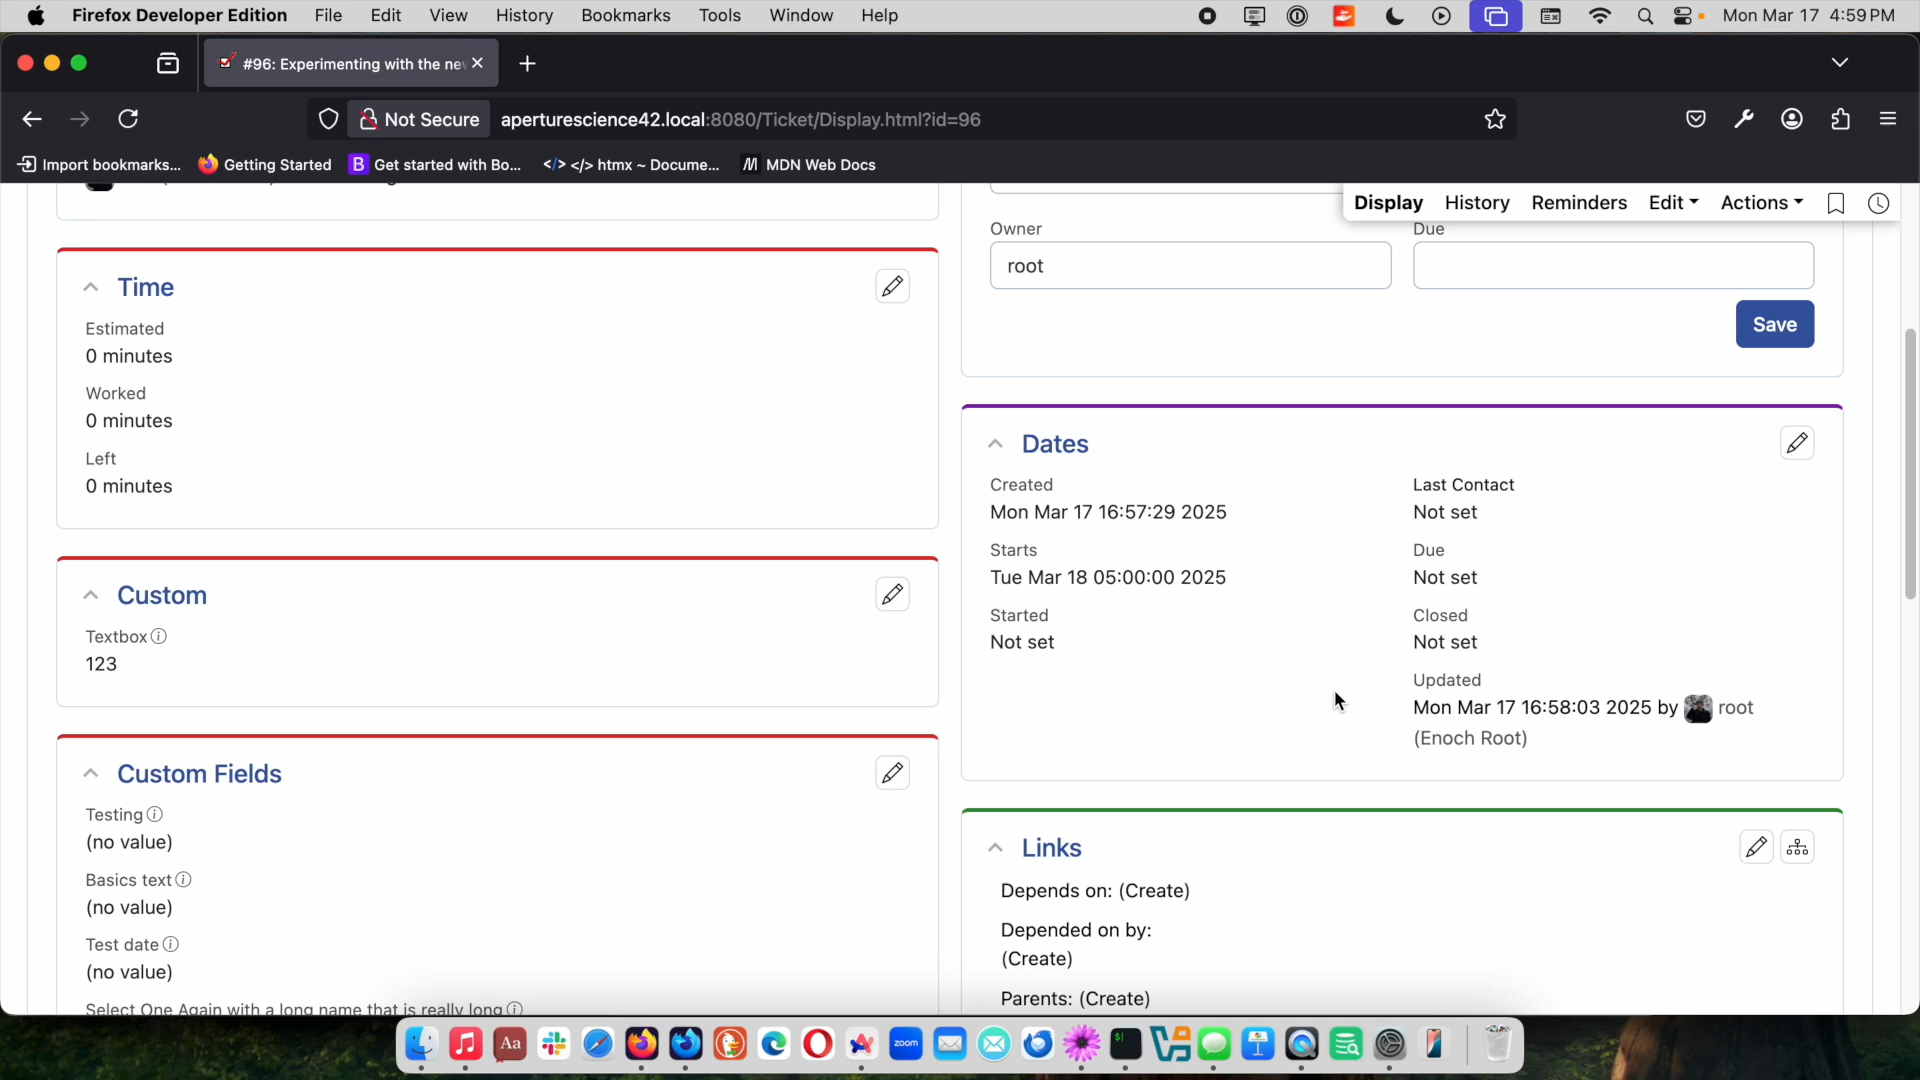 Firefox Developer Edition File Edit View History Bookmarks Tools Window Help Mon Mar 17 4:59 PM
#96: Experimenting with the ne
Not Secure aperturescience42.local:8080/Ticket/Display.html?id=96
Import bookmarks... Getting Started B Get started with Bo... </> htmx ~ Docume... MDN Web Docs
Display History Reminders Edit Actions
Owner
root
Due
Save
Time
Estimated
0 minutes
Worked
0 minutes
Left
0 minutes
Custom
Textbox
123
Custom Fields
Testing
(no value)
Basics text
(no value)
Test date
(no value)
Select One Again with a long name that is really long
Dates
Created
Mon Mar 17 16:57:29 2025
Starts
Tue Mar 18 05:00:00 2025
Started
Not set
Last Contact
Not set
Due
Not set
Closed
Not set
Updated
Mon Mar 17 16:58:03 2025 by root
(Enoch Root)
Links
Depends on: (Create)
Depended on by:
(Create)
Parents: (Create)
Aa zoom